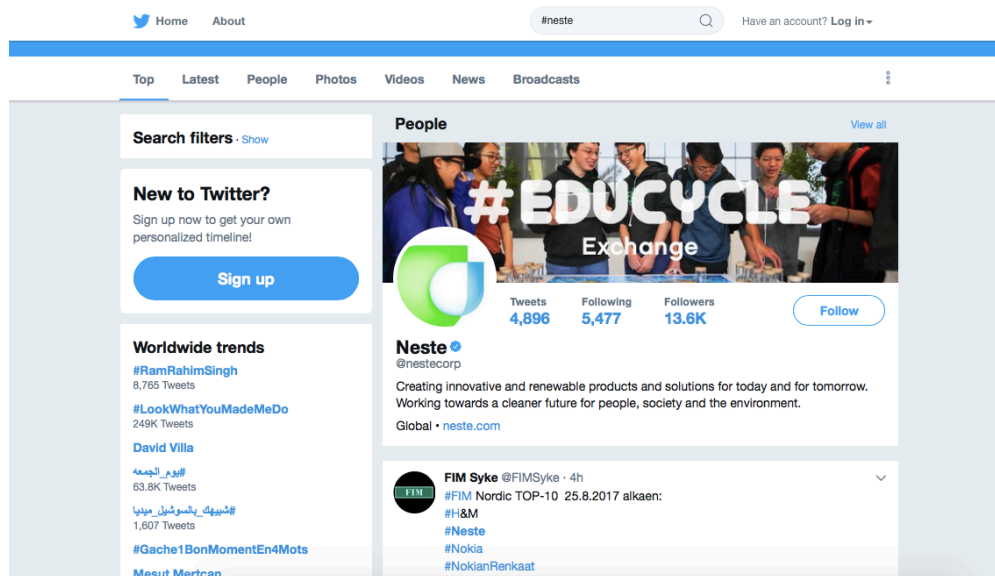 Home About #neste Have an account? Log in
Top Latest People Photos Videos News Broadcasts
Search filters · Show
New to Twitter?
Sign up now to get your own
personalized timeline!
Sign up
Worldwide trends
#RamRahimSingh
8,765 Tweets
#LookWhatYouMadeMeDo
249K Tweets
David Villa
#يوم_الجمعه
63.8K Tweets
#شبيهك_بالسوشيل_ميديا
1,607 Tweets
#Gache1BonMomentEn4Mots
Mesut Mertcan
People View all
#EDUCYCLE
Exchange
Tweets Following Followers
4,896 5,477 13.6K
Follow
Neste
@nestecorp
Creating innovative and renewable products and solutions for today and for tomorrow.
Working towards a cleaner future for people, society and the environment.
Global • neste.com
FIM
FIM Syke @FIMSyke · 4h
#FIM Nordic TOP-10 25.8.2017 alkaen:
#H&M
#Neste
#Nokia
#NokianRenkaat